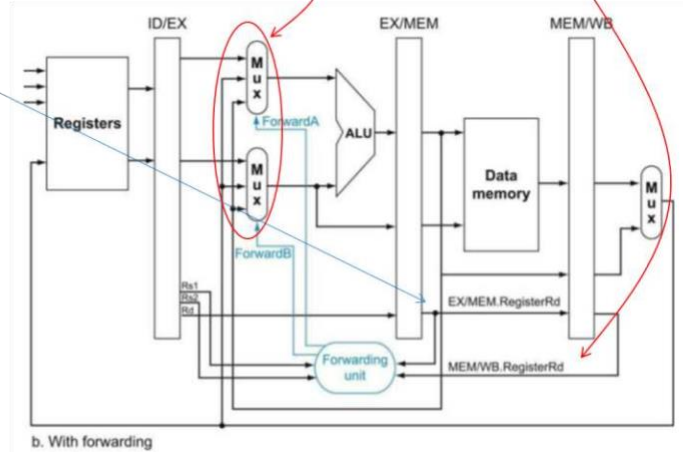 ID/EX
EX/MEM
MEM/WB
Registers
M
u
x
ForwardA
ALU
M
u
x
ForwardB
Data
memory
M
u
x
Rs1
Rs2
Rd
EX/MEM.RegisterRd
Forwarding
unit
MEM/WB.RegisterRd
b. With forwarding